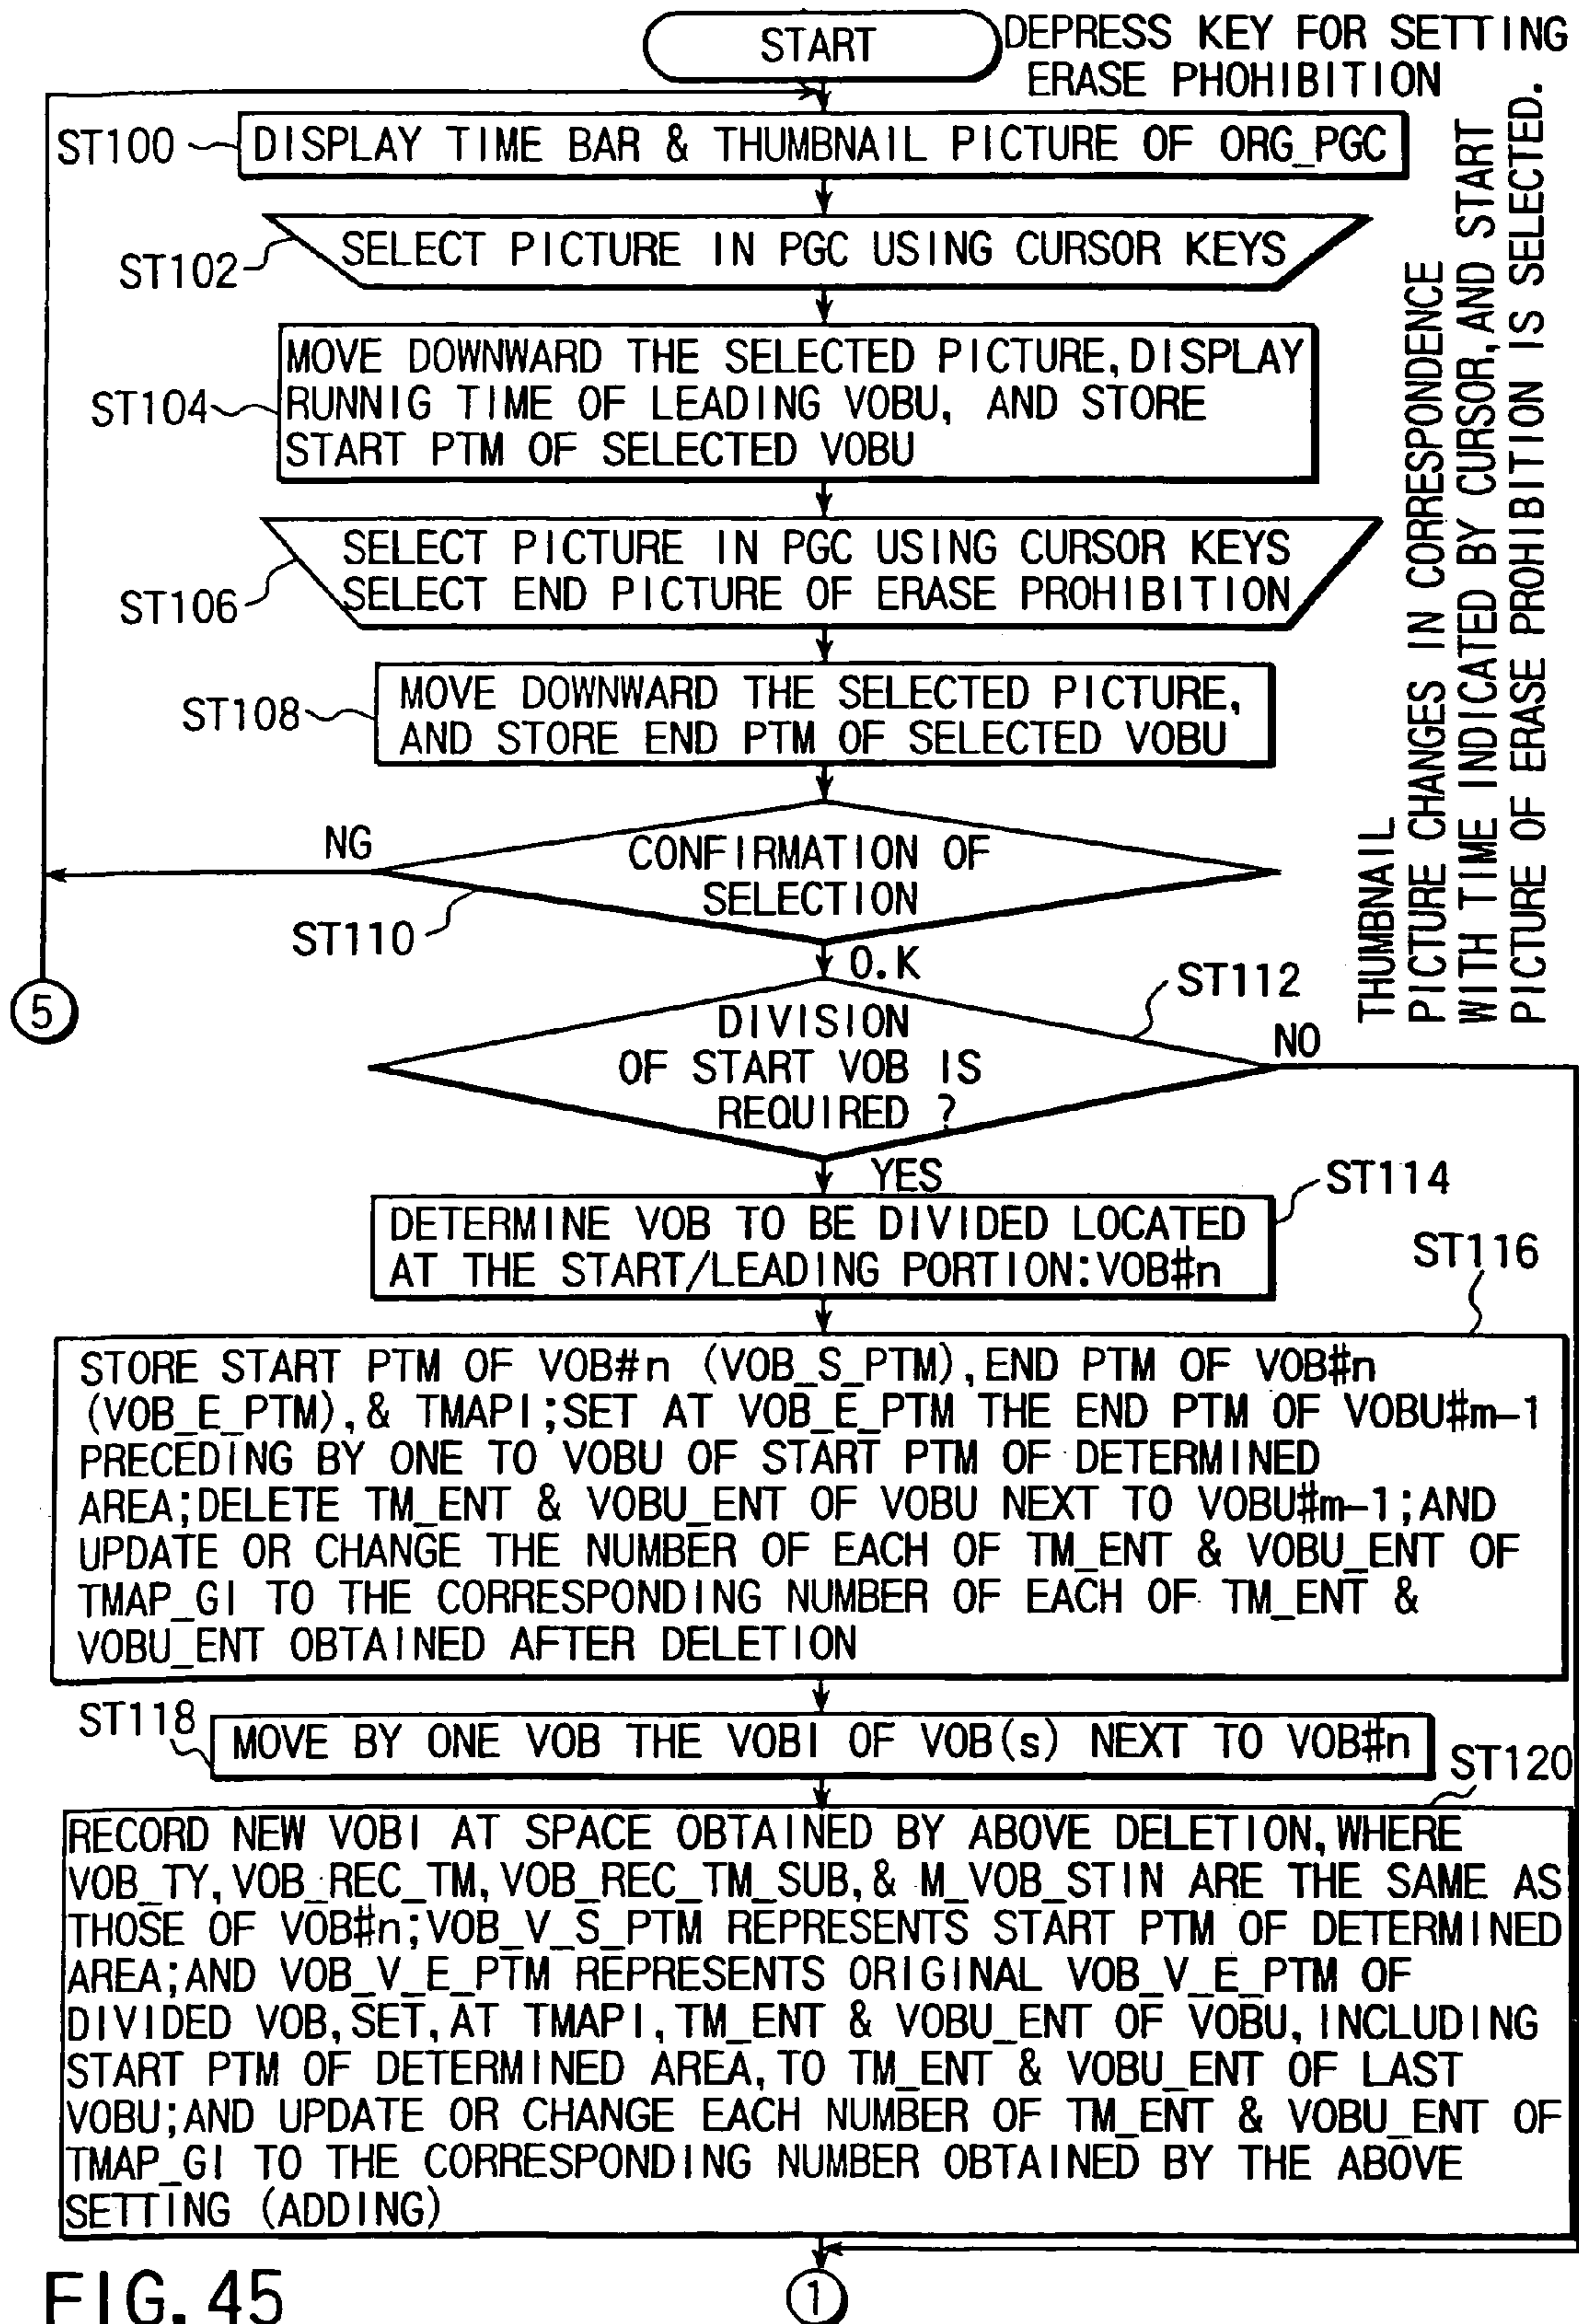 START
DEPRESS KEY FOR SETTING
ERASE PHOHIBITION
ST100
DISPLAY TIME BAR & THUMBNAIL PICTURE OF ORG_PGC
ST102
SELECT PICTURE IN PGC USING CURSOR KEYS
ST104
MOVE DOWNWARD THE SELECTED PICTURE, DISPLAY
RUNNIG TIME OF LEADING VOBU, AND STORE
START PTM OF SELECTED VOBU
ST106
SELECT PICTURE IN PGC USING CURSOR KEYS
SELECT END PICTURE OF ERASE PROHIBITION
ST108
MOVE DOWNWARD THE SELECTED PICTURE,
AND STORE END PTM OF SELECTED VOBU
THUMBNAIL
PICTURE CHANGES IN CORRESPONDENCE
WITH TIME INDICATED BY CURSOR, AND START
PICTURE OF ERASE PROHIBITION IS SELECTED.
NG
CONFIRMATION OF
SELECTION
ST110
O.K
5
ST112
DIVISION
OF START VOB IS
REQUIRED ?
NO
YES
ST114
DETERMINE VOB TO BE DIVIDED LOCATED
AT THE START/LEADING PORTION:VOB#n
ST116
STORE START PTM OF VOB#n (VOB_S_PTM), END PTM OF VOB#n
(VOB_E_PTM), & TMAPI;SET AT VOB_E_PTM THE END PTM OF VOBU#m-1
PRECEDING BY ONE TO VOBU OF START PTM OF DETERMINED
AREA;DELETE TM_ENT & VOBU_ENT OF VOBU NEXT TO VOBU#m-1;AND
UPDATE OR CHANGE THE NUMBER OF EACH OF TM_ENT & VOBU_ENT OF
TMAP_GI TO THE CORRESPONDING NUMBER OF EACH OF TM_ENT &
VOBU_ENT OBTAINED AFTER DELETION
ST118
MOVE BY ONE VOB THE VOBI OF VOB(s) NEXT TO VOB#n
ST120
RECORD NEW VOBI AT SPACE OBTAINED BY ABOVE DELETION, WHERE
VOB_TY, VOB_REC_TM, VOB_REC_TM_SUB, & M_VOB_STIN ARE THE SAME AS
THOSE OF VOB#n;VOB_V_S_PTM REPRESENTS START PTM OF DETERMINED
AREA;AND VOB_V_E_PTM REPRESENTS ORIGINAL VOB_V_E_PTM OF
DIVIDED VOB, SET, AT TMAPI, TM_ENT & VOBU_ENT OF VOBU, INCLUDING
START PTM OF DETERMINED AREA, TO TM_ENT & VOBU_ENT OF LAST
VOBU;AND UPDATE OR CHANGE EACH NUMBER OF TM_ENT & VOBU_ENT OF
TMAP_GI TO THE CORRESPONDING NUMBER OBTAINED BY THE ABOVE
SETTING (ADDING)
1
FIG. 45